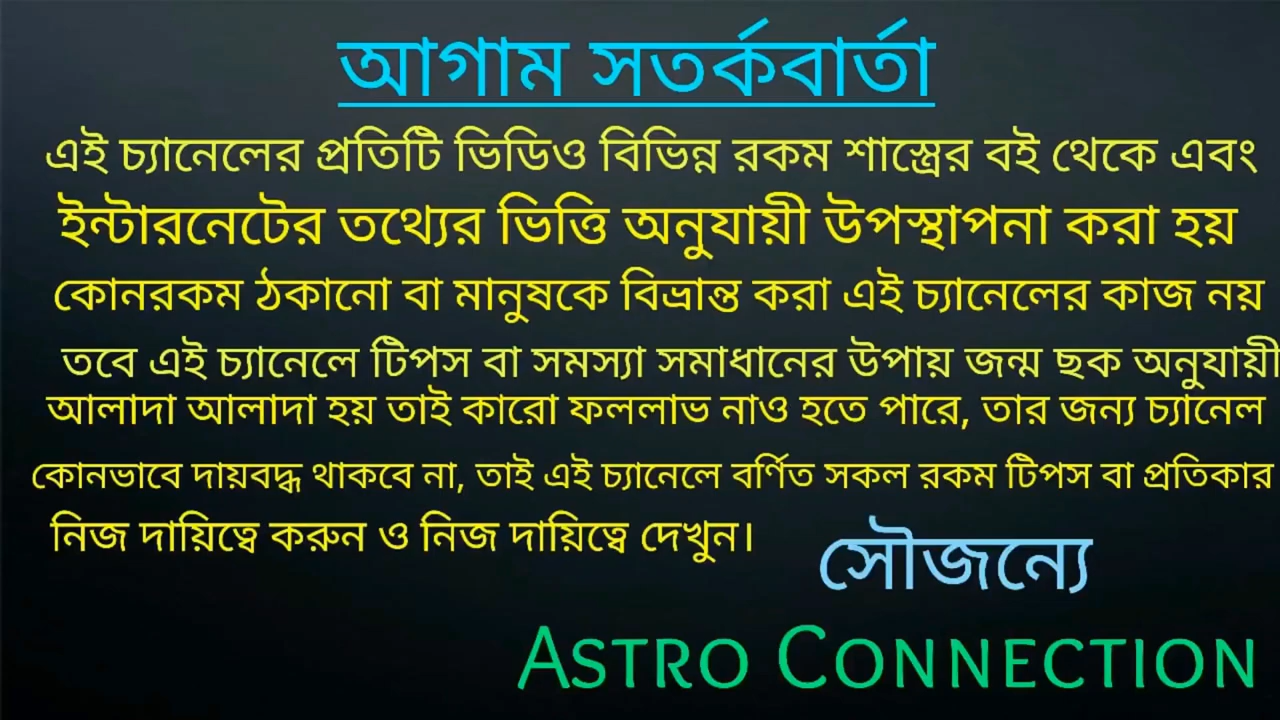 আগাম সতর্কবার্তা
এই চ্যানেলের প্রতিটি ভিডিও বিভিন্ন রকম শাস্ত্রের বই থেকে এবং
ইন্টারনেটের তথ্যের ভিত্তি অনুযায়ী উপস্থাপনা করা হয়
কোনরকম ঠকানো বা মানুষকে বিভ্রান্ত করা এই চ্যানেলের কাজ নয়
তবে এই চ্যানেলে টিপস বা সমস্যা সমাধানের উপায় জন্ম ছক অনুযায়ী
আলাদা আলাদা হয় তাই কারো ফললাভ নাও হতে পারে, তার জন্য চ্যানেল
কোনভাবে দায়বদ্ধ থাকবে না, তাই এই চ্যানেলে বর্ণিত সকল রকম টিপস বা প্রতিকার
নিজ দায়িত্বে করুন ও নিজ দায়িত্বে দেখুন।
সৌজন্যে
ASTRO CONNECTION